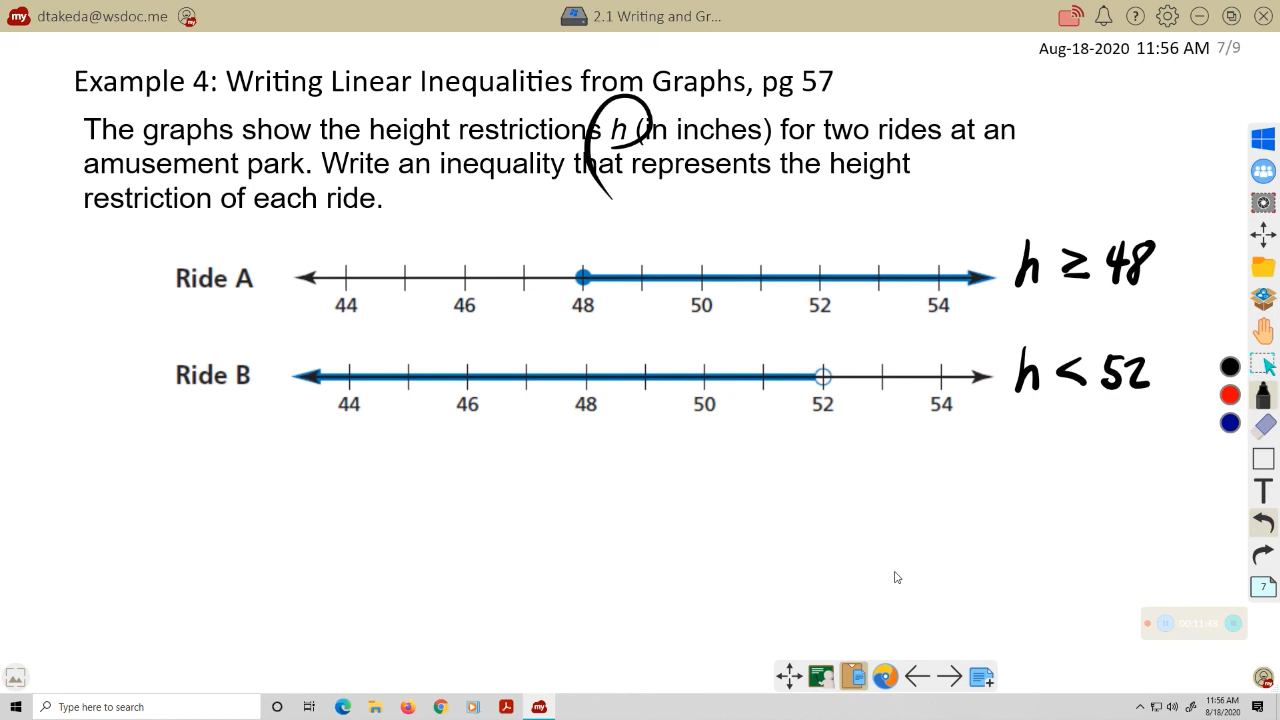 dtakeda@wsdoc.me
2.1 Writing and Gr...
Aug-18-2020 11:56 AM 7/9
Example 4: Writing Linear Inequalities from Graphs, pg 57
The graphs show the height restrictions h (in inches) for two rides at an
amusement park. Write an inequality that represents the height
restriction of each ride.
Ride A
44 46 48 50 52 54
h ≥ 48
Ride B
44 46 48 50 52 54
h < 52
T
7
00:11:48
Type here to search
11:56 AM
8/18/2020